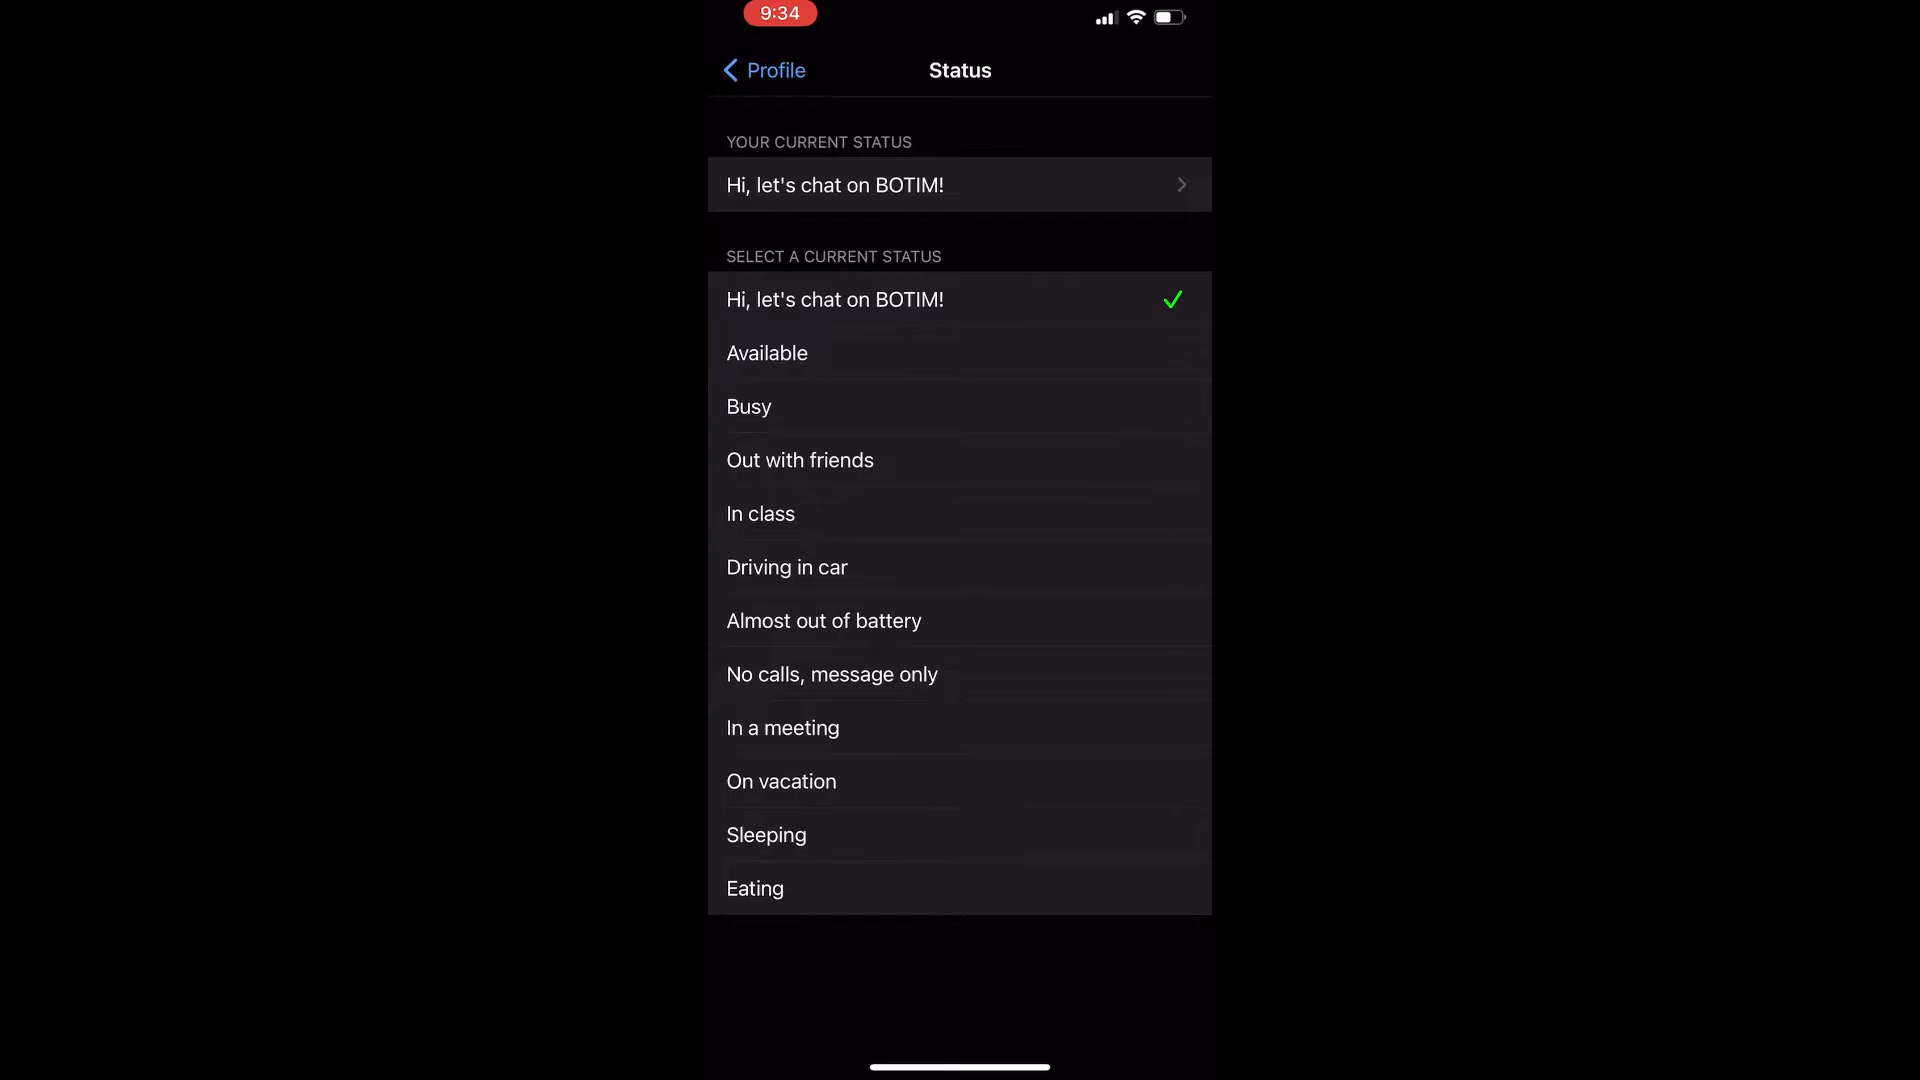 9:34
Profile
Status
YOUR CURRENT STATUS
Hi, let's chat on BOTIM!
SELECT A CURRENT STATUS
Hi, let's chat on BOTIM!
Available
Busy
Out with friends
In class
Driving in car
Almost out of battery
No calls, message only
In a meeting
On vacation
Sleeping
Eating